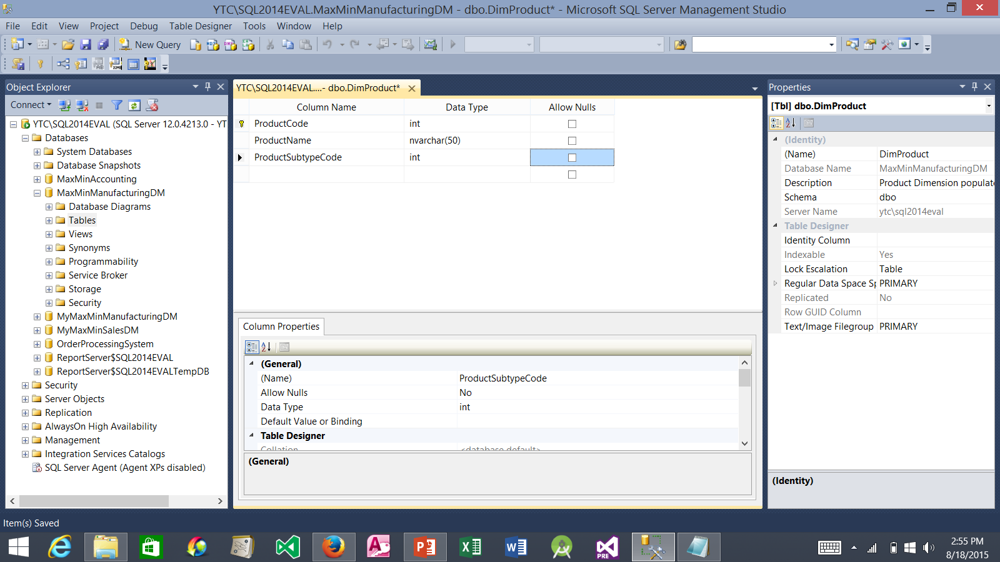 YTC\SQL2014EVAL.MaxMinManufacturingDM - dbo.DimProduct* - Microsoft SQL Server Management Studio
File Edit View Project Debug Table Designer Tools Window Help
New Query
Object Explorer
Connect
YTC\SQL2014EVAL (SQL Server 12.0.4213.0 - YT
Databases
System Databases
Database Snapshots
MaxMinAccounting
MaxMinManufacturingDM
Database Diagrams
Tables
Views
Synonyms
Programmability
Service Broker
Storage
Security
MyMaxMinManufacturingDM
MyMaxMinSalesDM
OrderProcessingSystem
ReportServer$SQL2014EVAL
ReportServer$SQL2014EVALTempDB
Security
Server Objects
Replication
AlwaysOn High Availability
Management
Integration Services Catalogs
SQL Server Agent (Agent XPs disabled)
YTC\SQL2014EVAL....- dbo.DimProduct*
Column Name Data Type Allow Nulls
ProductCode int
ProductName nvarchar(50)
ProductSubtypeCode int
Column Properties
(General)
(Name) ProductSubtypeCode
Allow Nulls No
Data Type int
Default Value or Binding
Table Designer
Collation <database default>
(General)
Properties
[Tbl] dbo.DimProduct
(Identity)
(Name) DimProduct
Database Name MaxMinManufacturingDM
Description Product Dimension populate
Schema dbo
Server Name ytc\sql2014eval
Table Designer
Identity Column
Indexable Yes
Lock Escalation Table
Regular Data Space Sp PRIMARY
Replicated No
Row GUID Column
Text/Image Filegroup PRIMARY
(Identity)
Item(s) Saved
PRE
2:55 PM
8/18/2015